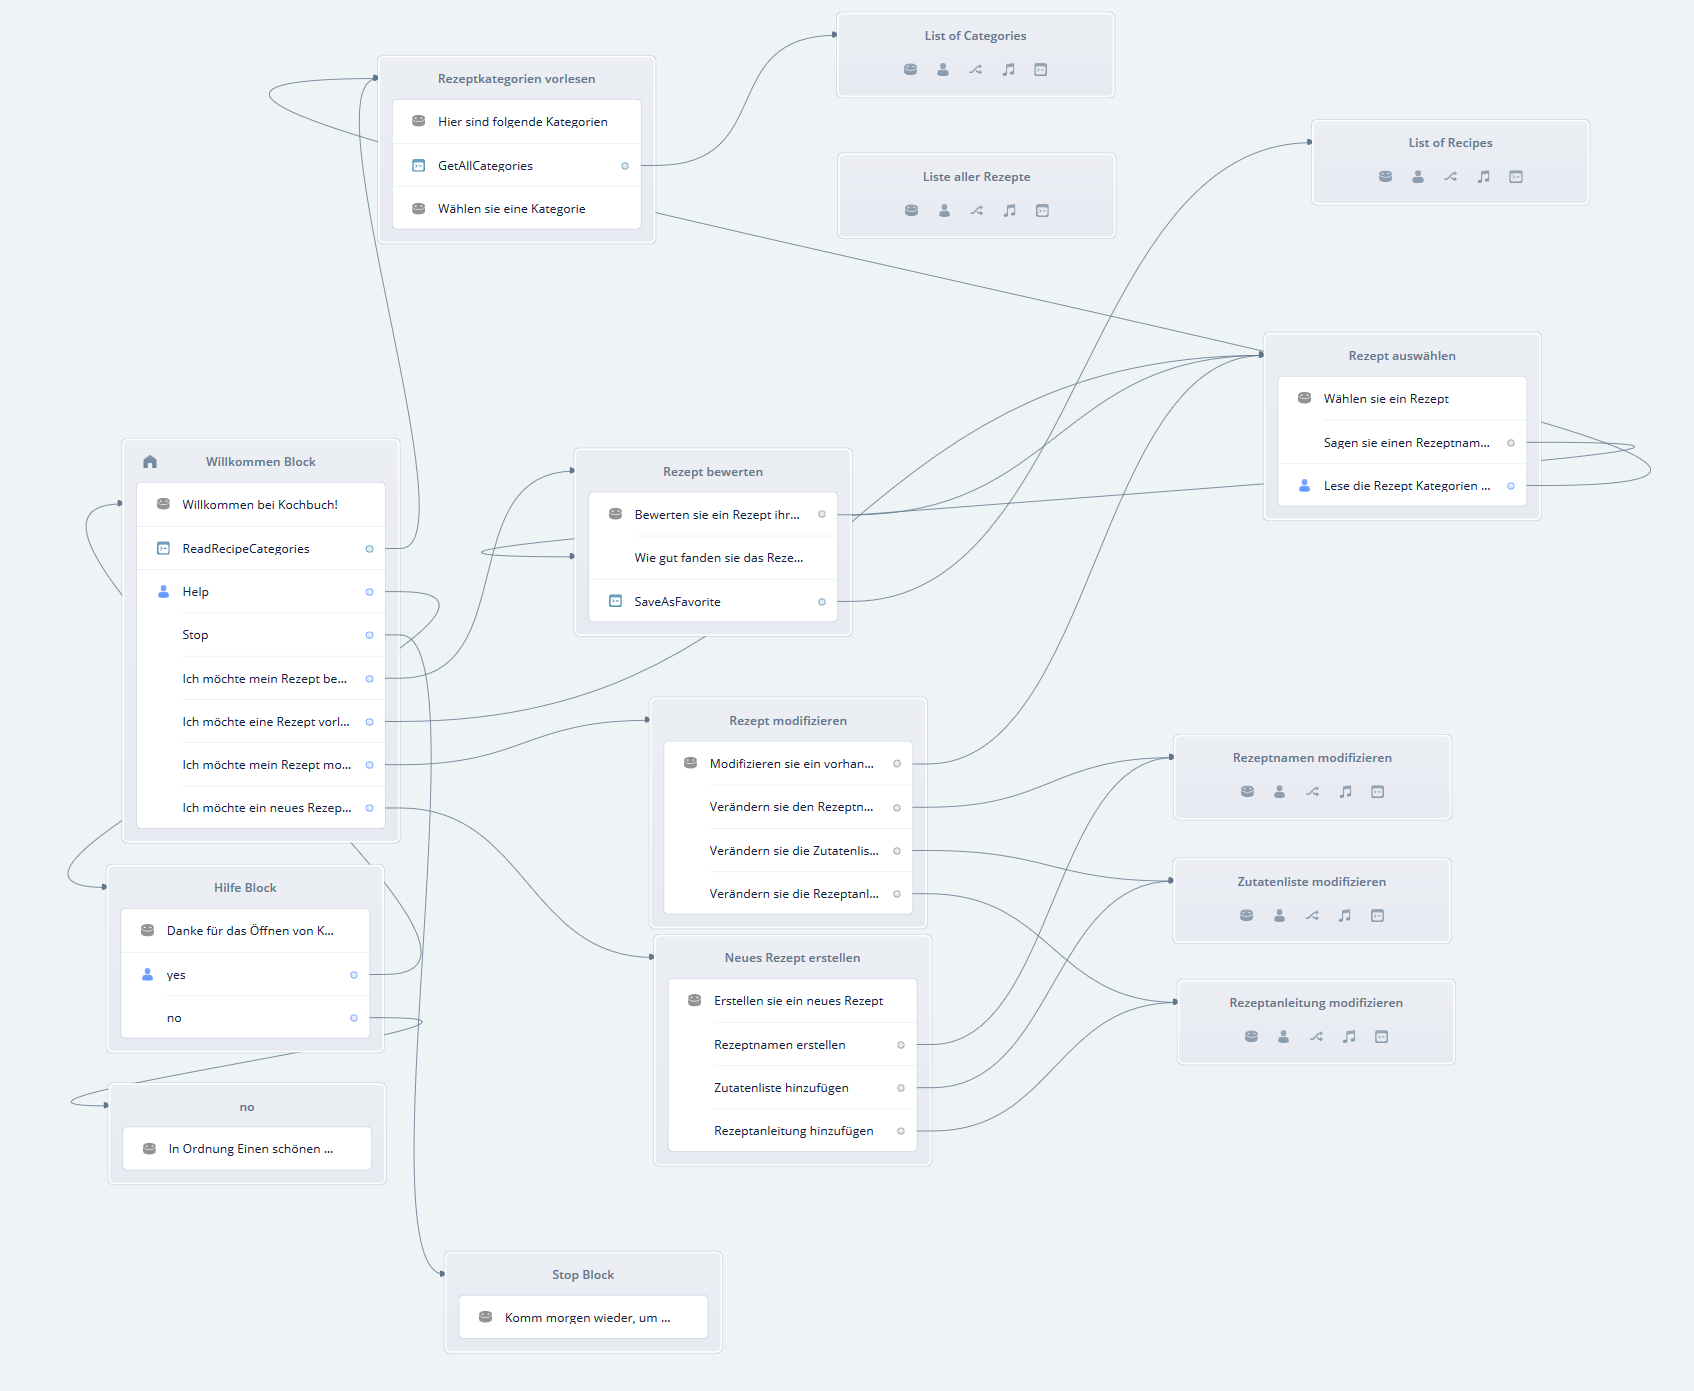 List of Categories
Rezeptkategorien vorlesen
Hier sind folgende Kategorien
GetAllCategories
Wählen sie eine Kategorie
Liste aller Rezepte
List of Recipes
Rezept auswählen
Wählen sie ein Rezept
Sagen sie einen Rezeptnam...
Lese die Rezept Kategorien ...
Willkommen Block
Willkommen bei Kochbuch!
ReadRecipeCategories
Help
Stop
Ich möchte mein Rezept be...
Ich möchte eine Rezept vorl...
Ich möchte mein Rezept mo...
Ich möchte ein neues Rezep...
Rezept bewerten
Bewerten sie ein Rezept ihr...
Wie gut fanden sie das Reze...
SaveAsFavorite
Rezept modifizieren
Modifizieren sie ein vorhan...
Verändern sie den Rezeptn...
Verändern sie die Zutatenlis...
Verändern sie die Rezeptanl...
Rezeptnamen modifizieren
Zutatenliste modifizieren
Rezeptanleitung modifizieren
Hilfe Block
Danke für das Öffnen von K...
yes
no
Neues Rezept erstellen
Erstellen sie ein neues Rezept
Rezeptnamen erstellen
Zutatenliste hinzufügen
Rezeptanleitung hinzufügen
no
In Ordnung Einen schönen ...
Stop Block
Komm morgen wieder, um ...